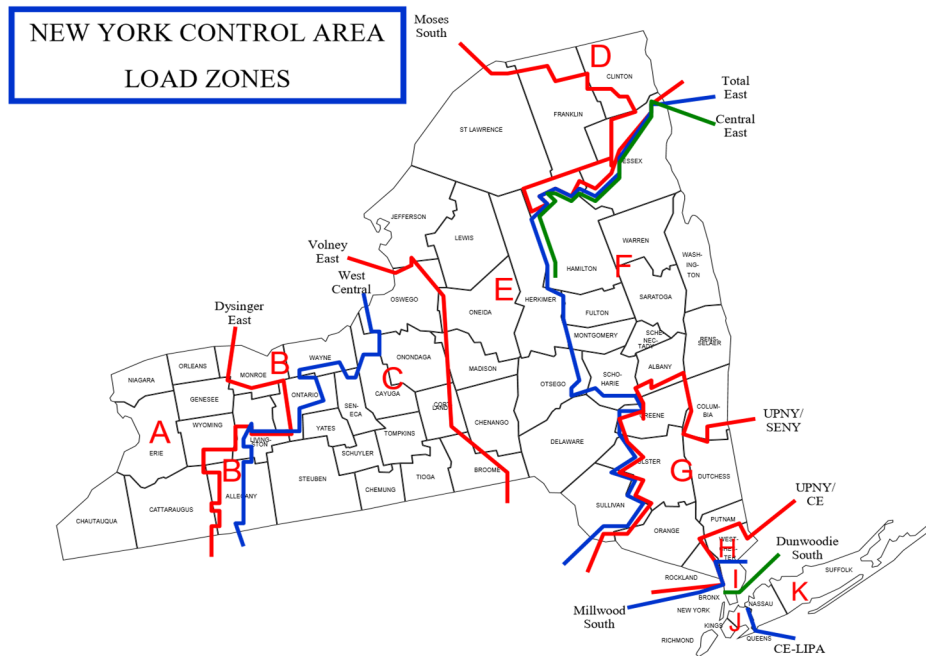 NEW YORK CONTROL AREA
LOAD ZONES
Moses
South
D
CLINTON
Total
East
Central
East
FRANKLIN
ST LAWRENCE
ESSEX
JEFFERSON
LEWIS
WARREN
WASH-
ING-
TON
Volney
East
West
Central
HAMILTON
F
E
OSWEGO
ONEIDA
HERKIMER
SARATOGA
FULTON
Dysinger
East
MONTGOMERY
SCHE
NEC-
TADY
RENS-
SELAER
WAYNE
ORLEANS
MONROE
B
NIAGARA
GENESEE
ONONDAGA
MADISON
C
CAYUGA
OTSEGO
SCHO-
HARIE
ALBANY
ONTARIO
SEN-
ECA
CORT
LAND
CHENANGO
GREENE
COLUM-
BIA
UPNY/
SENY
A
ERIE
WYOMING
LIVING-
STON
YATES
TOMPKINS
DELAWARE
B
SCHUYLER
STEUBEN
CHEMUNG
TIOGA
BROOME
ULSTER
G
DUTCHESS
ALLEGANY
CATTARAUGUS
CHAUTAUQUA
SULLIVAN
UPNY/
CE
ORANGE
PUTNAM
WEST-
CHES-
TER
H
Dunwoodie
South
SUFFOLK
ROCKLAND
I
K
BRONX
NASSAU
Millwood
South
NEW YORK
KINGS
J
QUEENS
RICHMOND
CE-LIPA